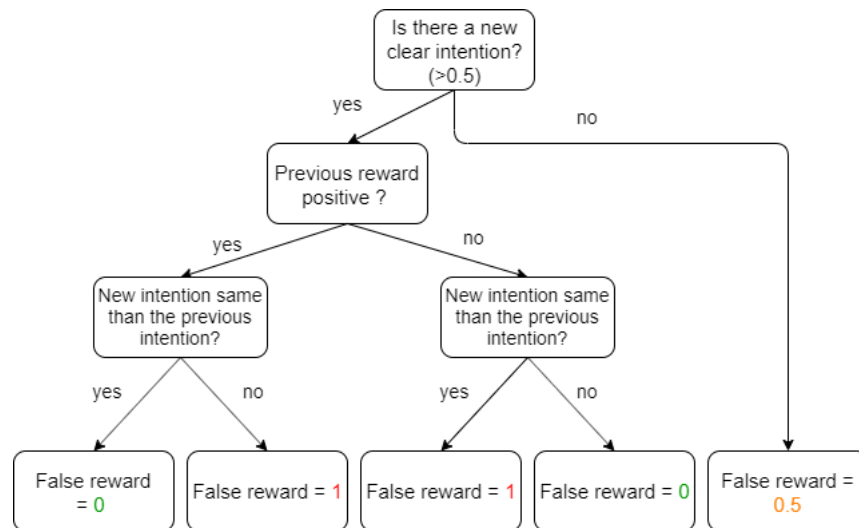 Is there a new
clear intention?
(>0.5)
yes
no
Previous reward
positive ?
yes
no
New intention same
than the previous
intention?
New intention same
than the previous
intention?
yes
no
yes
no
False reward
= 0
False reward = 1
False reward = 1
False reward = 0
False reward =
0.5